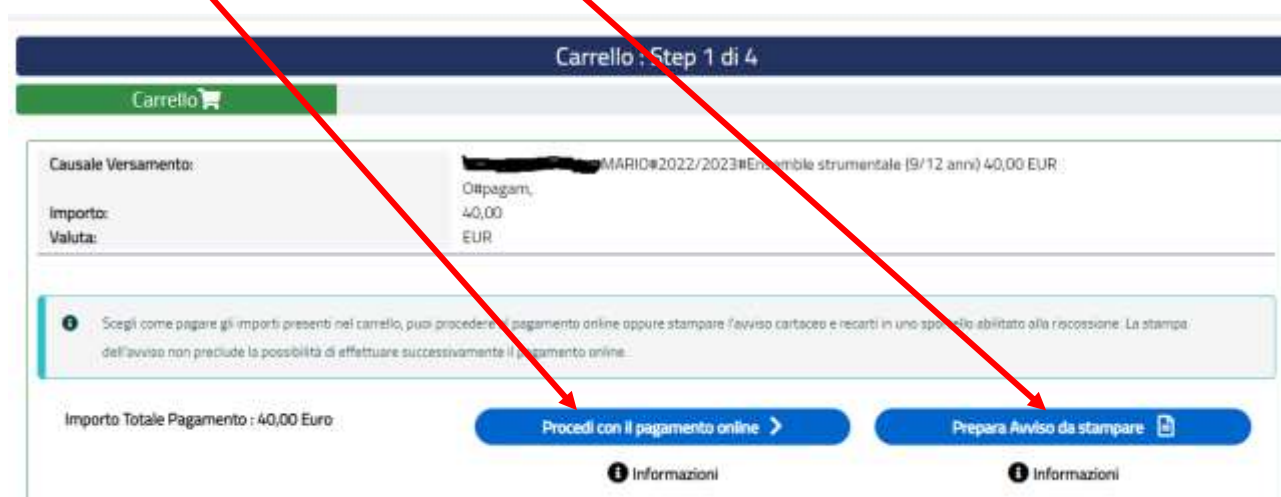 Carrello : Step 1 di 4
Carrello
Causale Versamento: MARIO#2022/2023#Ensemble strumentale (9/12 anni) 40,00 EUR
O#pagam,
Importo: 40,00
Valuta: EUR
Scegli come pagare gli importi presenti nel carrello, puoi procedere al pagamento online oppure stampare l'avviso cartaceo e recarti in uno sportello abilitato alla riscossione. La stampa
dell'avviso non preclude la possibilità di effettuare successivamente il pagamento online.
Importo Totale Pagamento : 40,00 Euro
Procedi con il pagamento online
Prepara Avviso da stampare
Informazioni
Informazioni